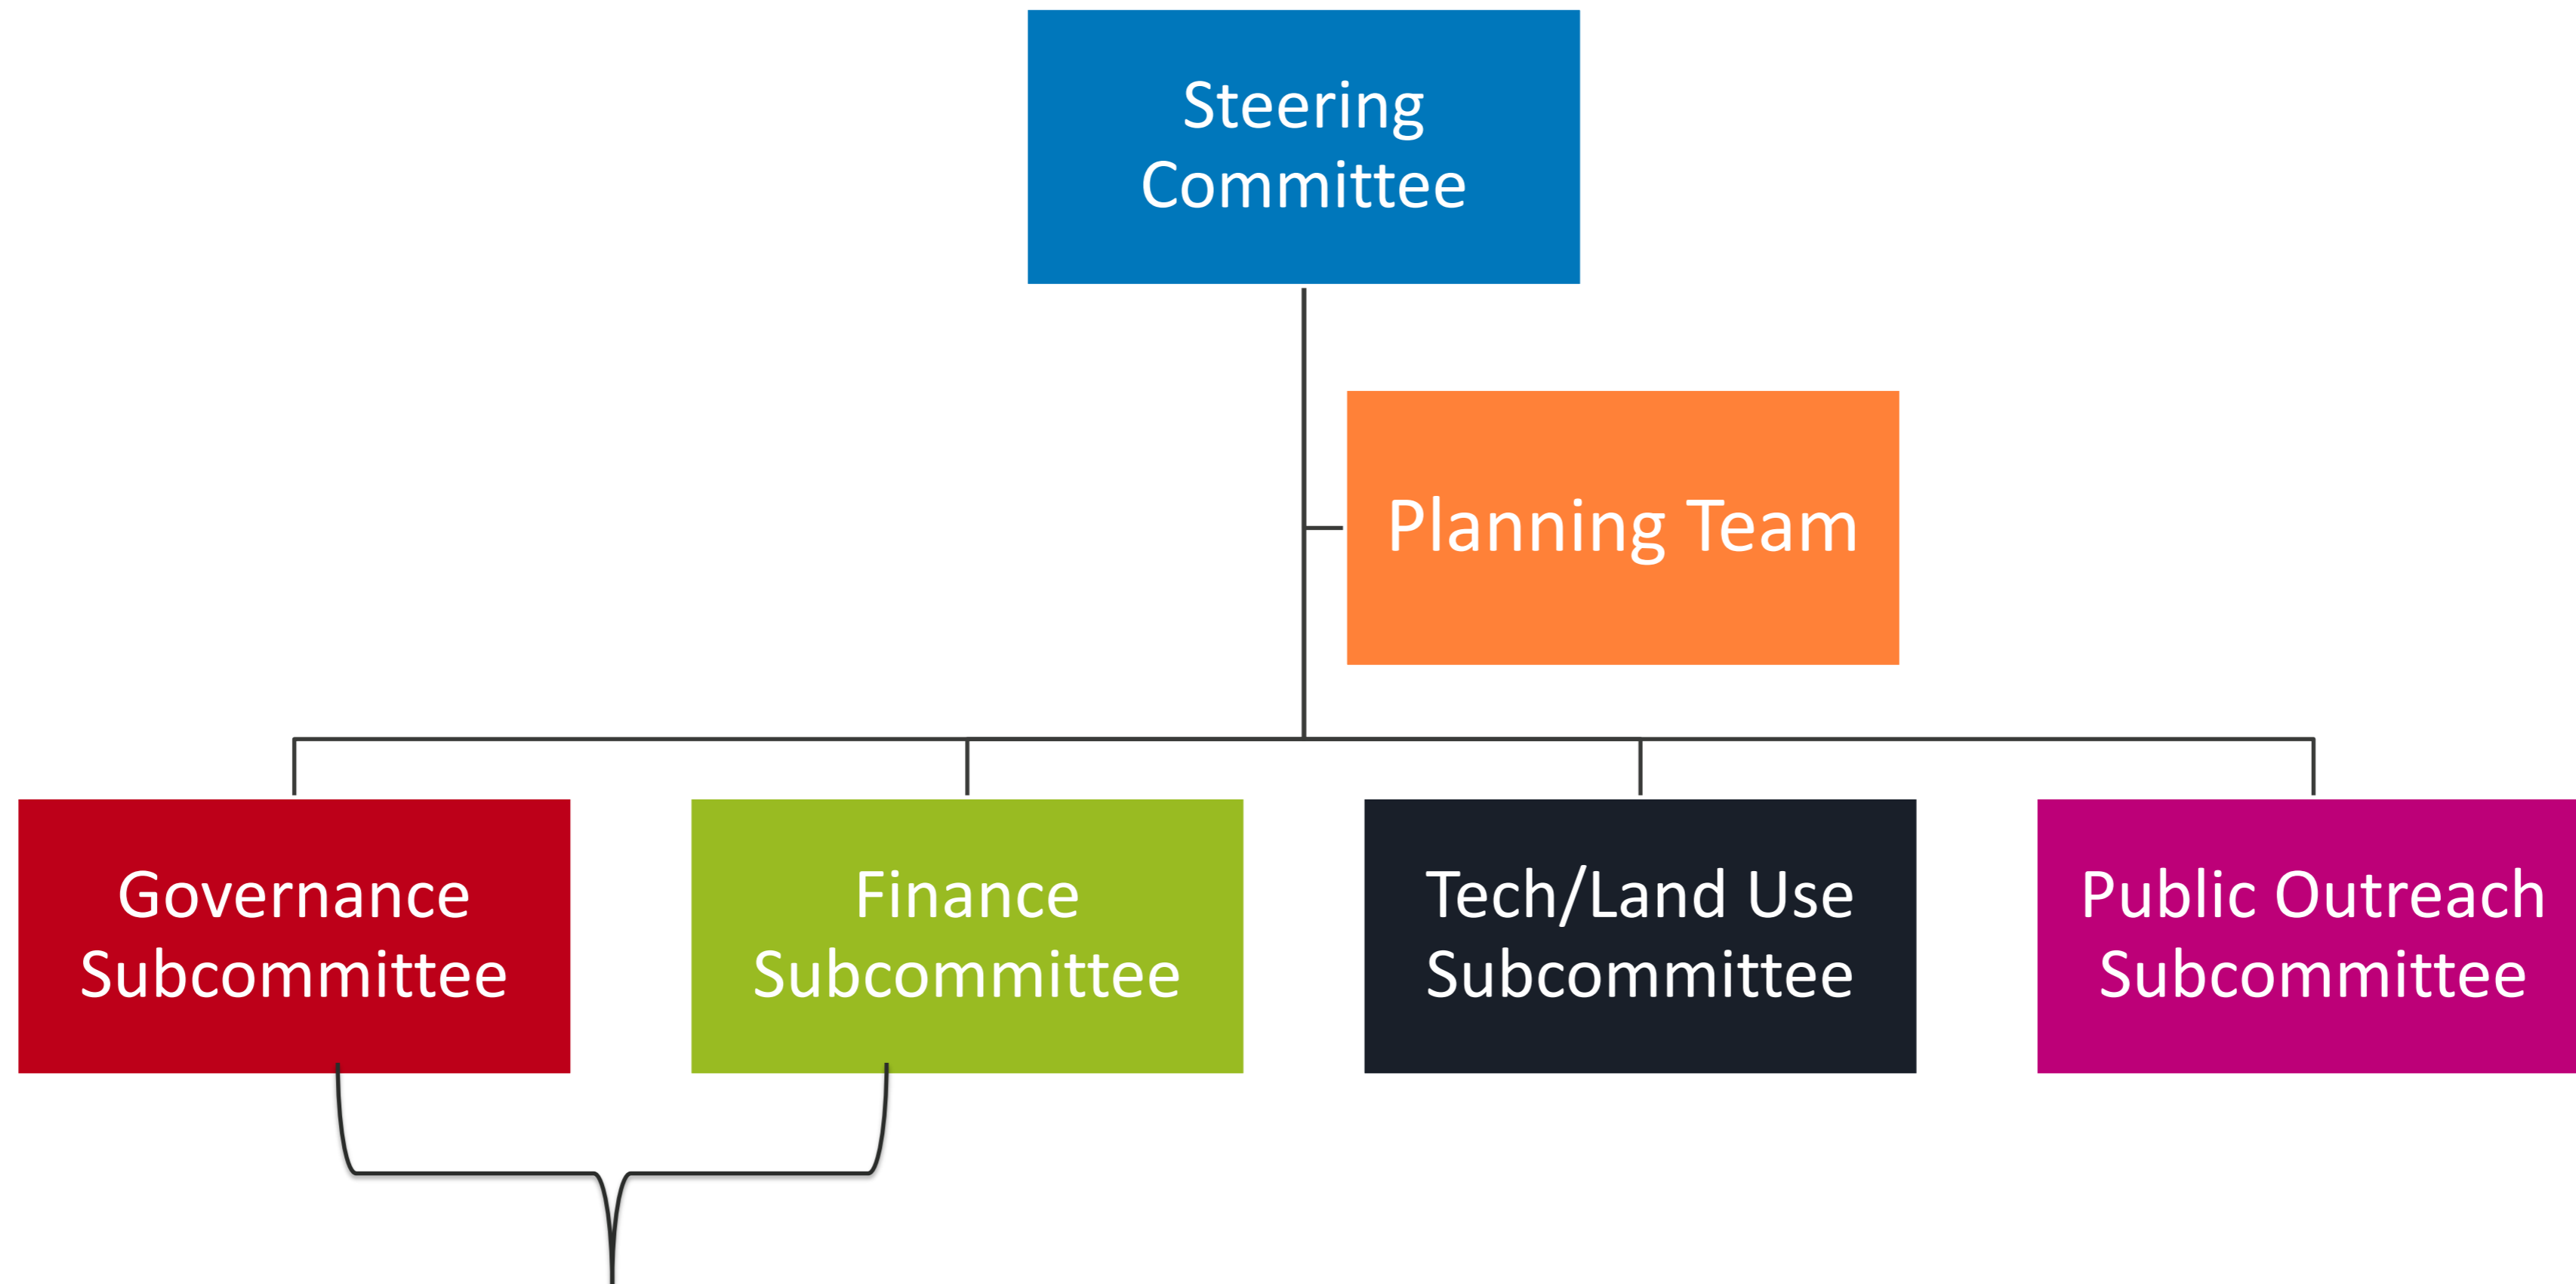 Steering
Committee
Planning Team
Governance
Subcommittee
Finance
Subcommittee
Tech/Land Use
Subcommittee
Public Outreach
Subcommittee